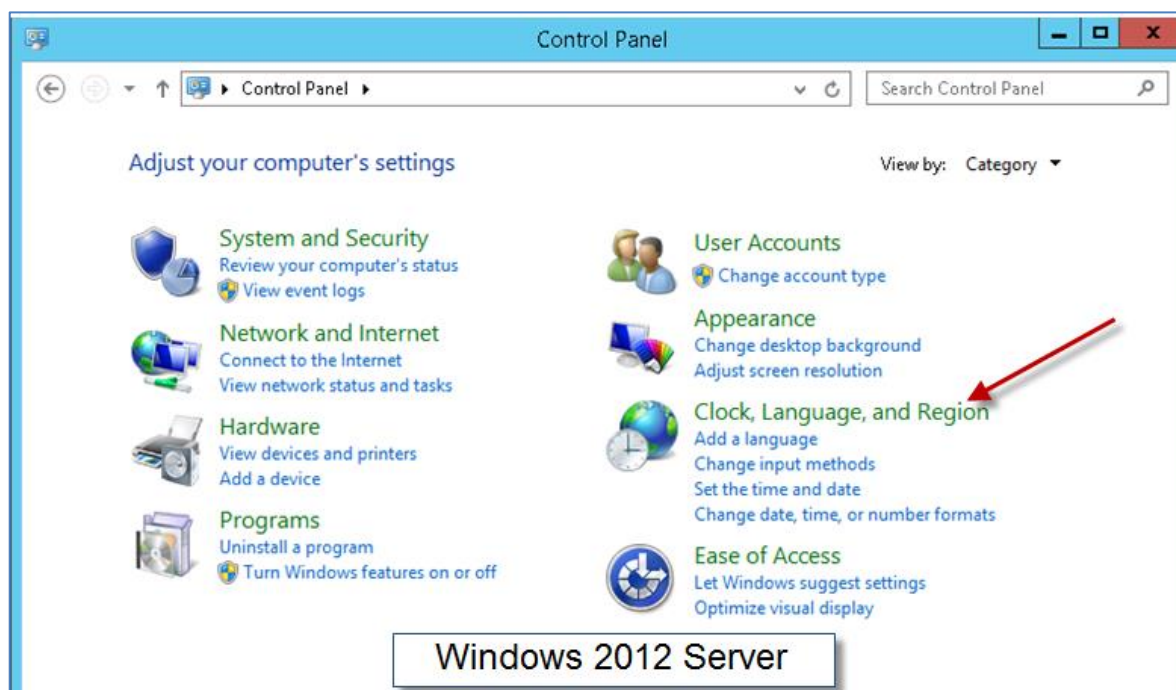 Control Panel
Control Panel
Search Control Panel
Adjust your computer's settings
View by: Category
System and Security
Review your computer's status
View event logs
Network and Internet
Connect to the Internet
View network status and tasks
Hardware
View devices and printers
Add a device
Programs
Uninstall a program
Turn Windows features on or off
User Accounts
Change account type
Appearance
Change desktop background
Adjust screen resolution
Clock, Language, and Region
Add a language
Change input methods
Set the time and date
Change date, time, or number formats
Ease of Access
Let Windows suggest settings
Optimize visual display
Windows 2012 Server